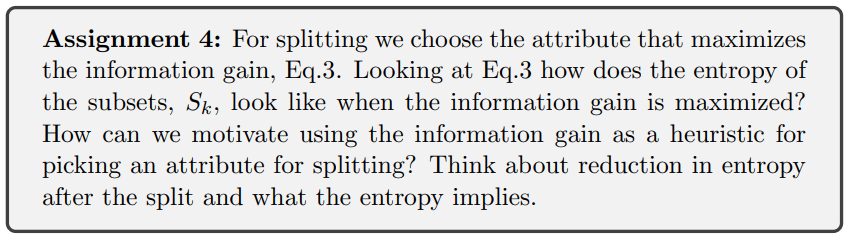 Assignment 4: For splitting we choose the attribute that maximizes
the information gain, Eq.3. Looking at Eq.3 how does the entropy of
the subsets, Sk, look like when the information gain is maximized?
How can we motivate using the information gain as a heuristic for
picking an attribute for splitting? Think about reduction in entropy
after the split and what the entropy implies.